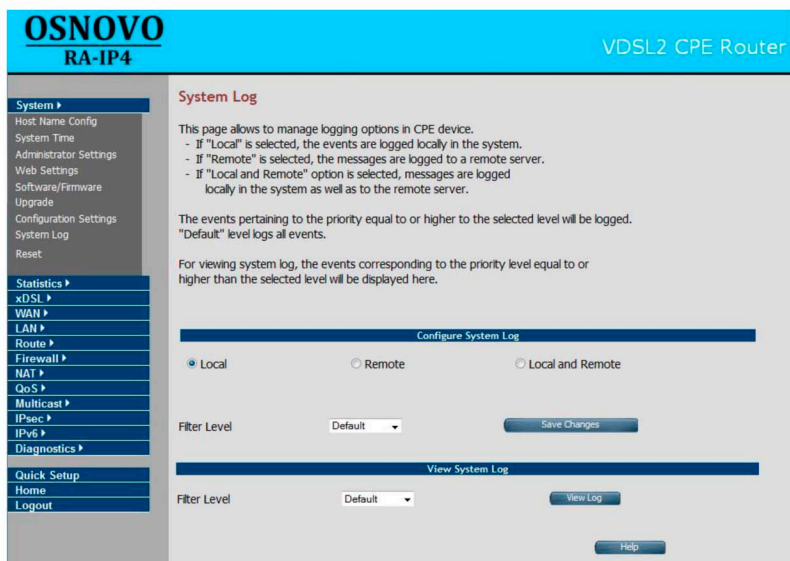 OSNOVO
RA-IP4
VDSL2 CPE Router
System
Host Name Config
System Time
Administrator Settings
Web Settings
Software/Firmware
Upgrade
Configuration Settings
System Log
Reset
Statistics
xDSL
WAN
LAN
Route
Firewall
NAT
QoS
Multicast
IPsec
IPv6
Diagnostics
Quick Setup
Home
Logout
System Log
This page allows to manage logging options in CPE device.
- If "Local" is selected, the events are logged locally in the system.
- If "Remote" is selected, the messages are logged to a remote server.
- If "Local and Remote" option is selected, messages are logged
locally in the system as well as to the remote server.
The events pertaining to the priority equal to or higher to the selected level will be logged.
"Default" level logs all events.
For viewing system log, the events corresponding to the priority level equal to or
higher than the selected level will be displayed here.
Configure System Log
Local Remote Local and Remote
Filter Level Default Save Changes
View System Log
Filter Level Default View Log
Help